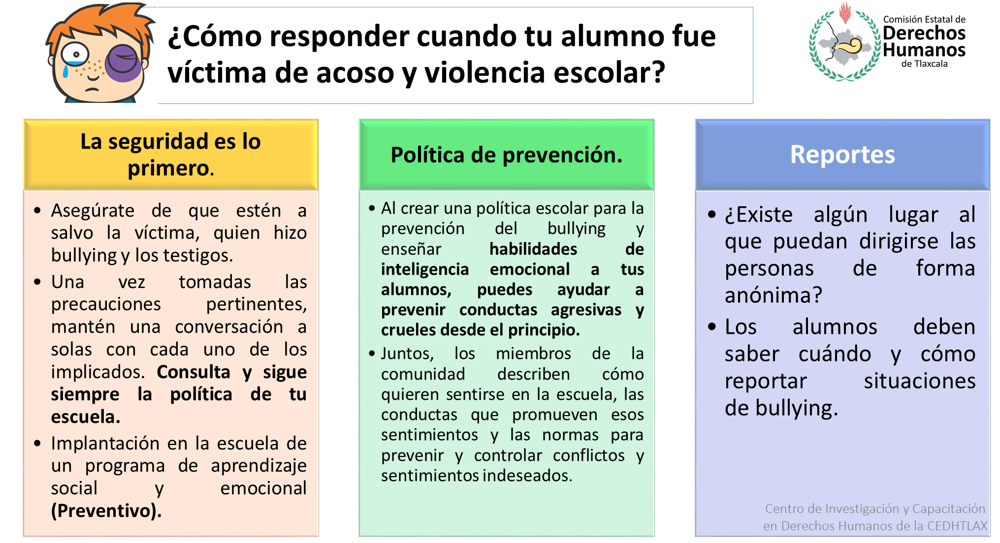 ¿Cómo responder cuando tu alumno fue
víctima de acoso y violencia escolar?
Comisión Estatal de
Derechos
Humanos
de Tlaxcala
La seguridad es lo
primero.
• Asegúrate de que estén a
salvo la víctima, quien hizo
bullying y los testigos.
• Una vez tomadas las
precauciones pertinentes,
mantén una conversación a
solas con cada uno de los
implicados. Consulta y sigue
siempre la política de tu
escuela.
• Implantación en la escuela de
un programa de aprendizaje
social y emocional
(Preventivo).
Política de prevención.
• Al crear una política escolar para la
prevención del bullying y
enseñar habilidades de
inteligencia emocional a tus
alumnos, puedes ayudar a
prevenir conductas agresivas y
crueles desde el principio.
• Juntos, los miembros de la
comunidad describen cómo
quieren sentirse en la escuela, las
conductas que promueven esos
sentimientos y las normas para
prevenir y controlar conflictos y
sentimientos indeseados.
Reportes
• ¿Existe algún lugar al
que puedan dirigirse las
personas de forma
anónima?
• Los alumnos deben
saber cuándo y cómo
reportar situaciones
de bullying.
Centro de Investigación y Capacitación
en Derechos Humanos de la CEDHTLAX